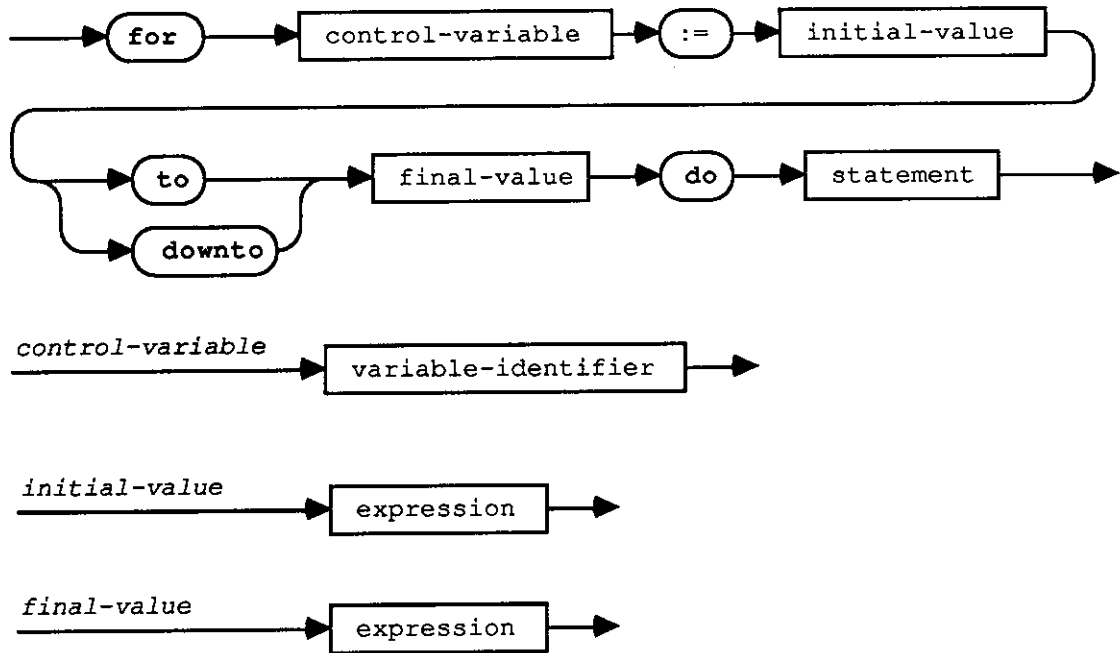 for control-variable := initial-value
to final-value do statement
downto
control-variable
variable-identifier
initial-value
expression
final-value
expression